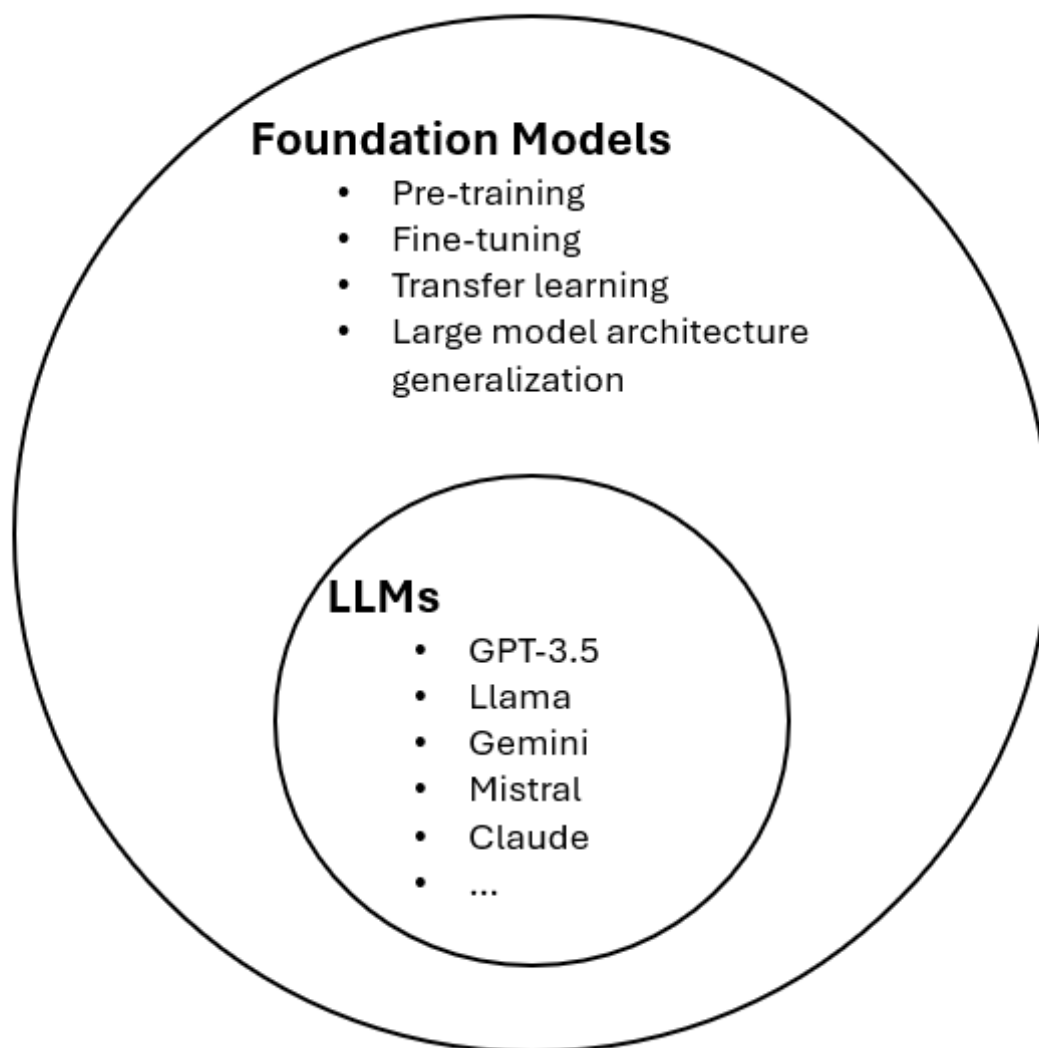 Foundation Models
• Pre-training
• Fine-tuning
• Transfer learning
• Large model architecture
generalization
LLMs
• GPT-3.5
• Llama
• Gemini
• Mistral
• Claude
• ...